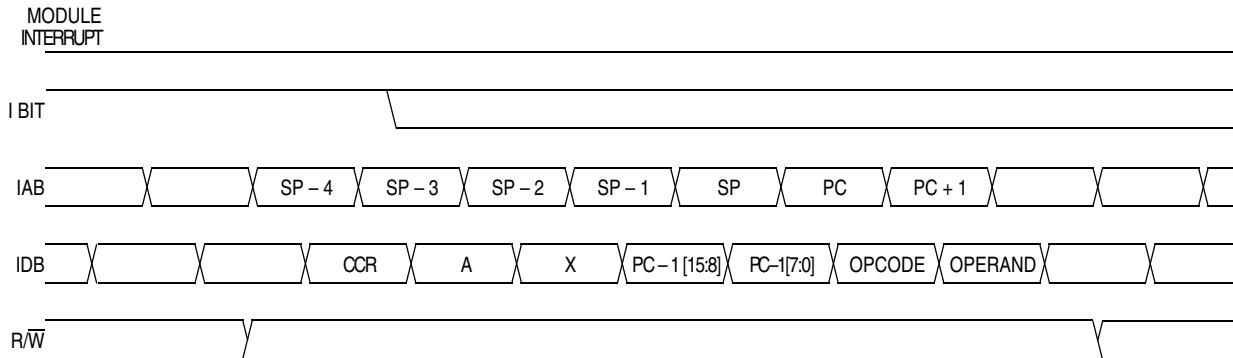 MODULE
INTERRUPT
I BIT
IAB SP – 4 SP – 3 SP – 2 SP – 1 SP PC PC + 1
IDB CCR A X PC – 1 [15:8] PC–1[7:0] OPCODE OPERAND
R/W̅